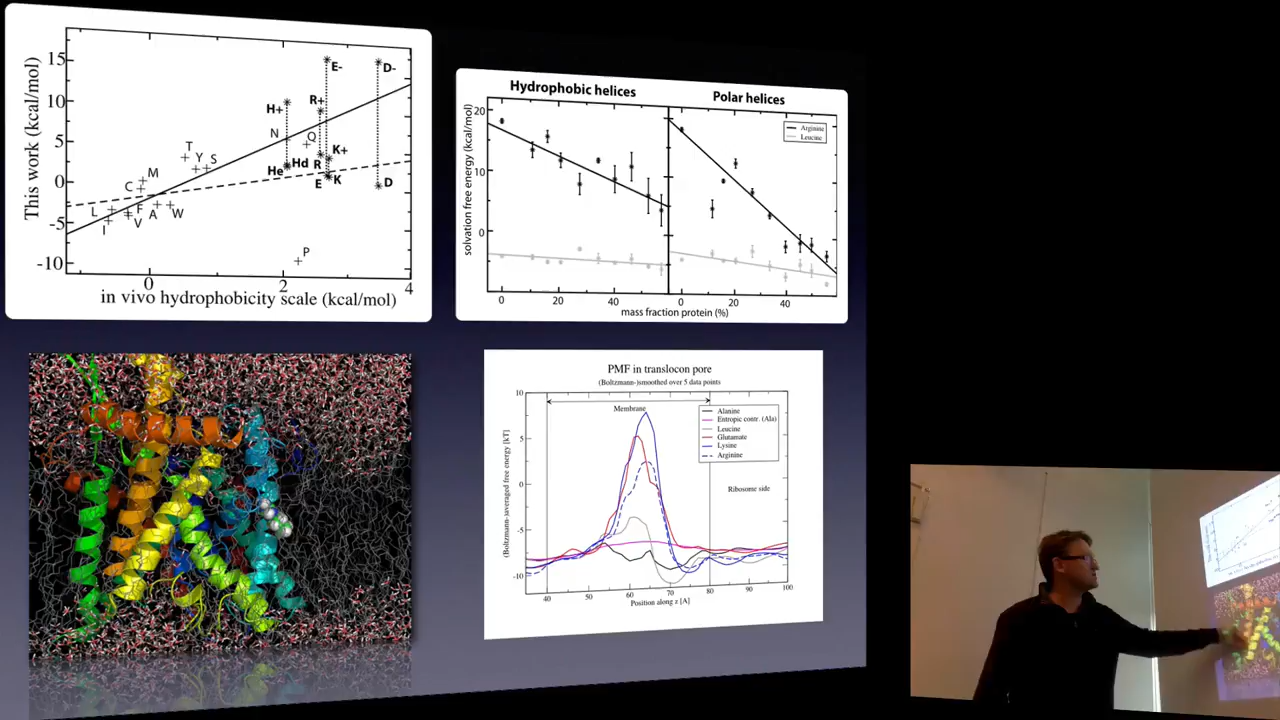 This work (kcal/mol)
15
10
5
0
-5
-10
E-
D-
H+
R+
N
Q
T
Y
S
K+
M
Hd
R
He
C
E
K
D
L
F
A
W
I
V
P
0
2
4
in vivo hydrophobicity scale (kcal/mol)
Hydrophobic helices
Polar helices
solvation free energy (kcal/mol)
20
10
0
Arginine
Leucine
0
20
40
0
20
40
mass fraction protein (%)
PMF in translocon pore
(Boltzmann-)smoothed over 5 data points
(Boltzmann-)averaged free energy [kT]
10
5
0
-5
-10
Membrane
Alanine
Entropic contr. (Ala)
Leucine
Glutamate
Lysine
Arginine
Ribosome side
40
50
60
70
80
90
100
Position along z [A]